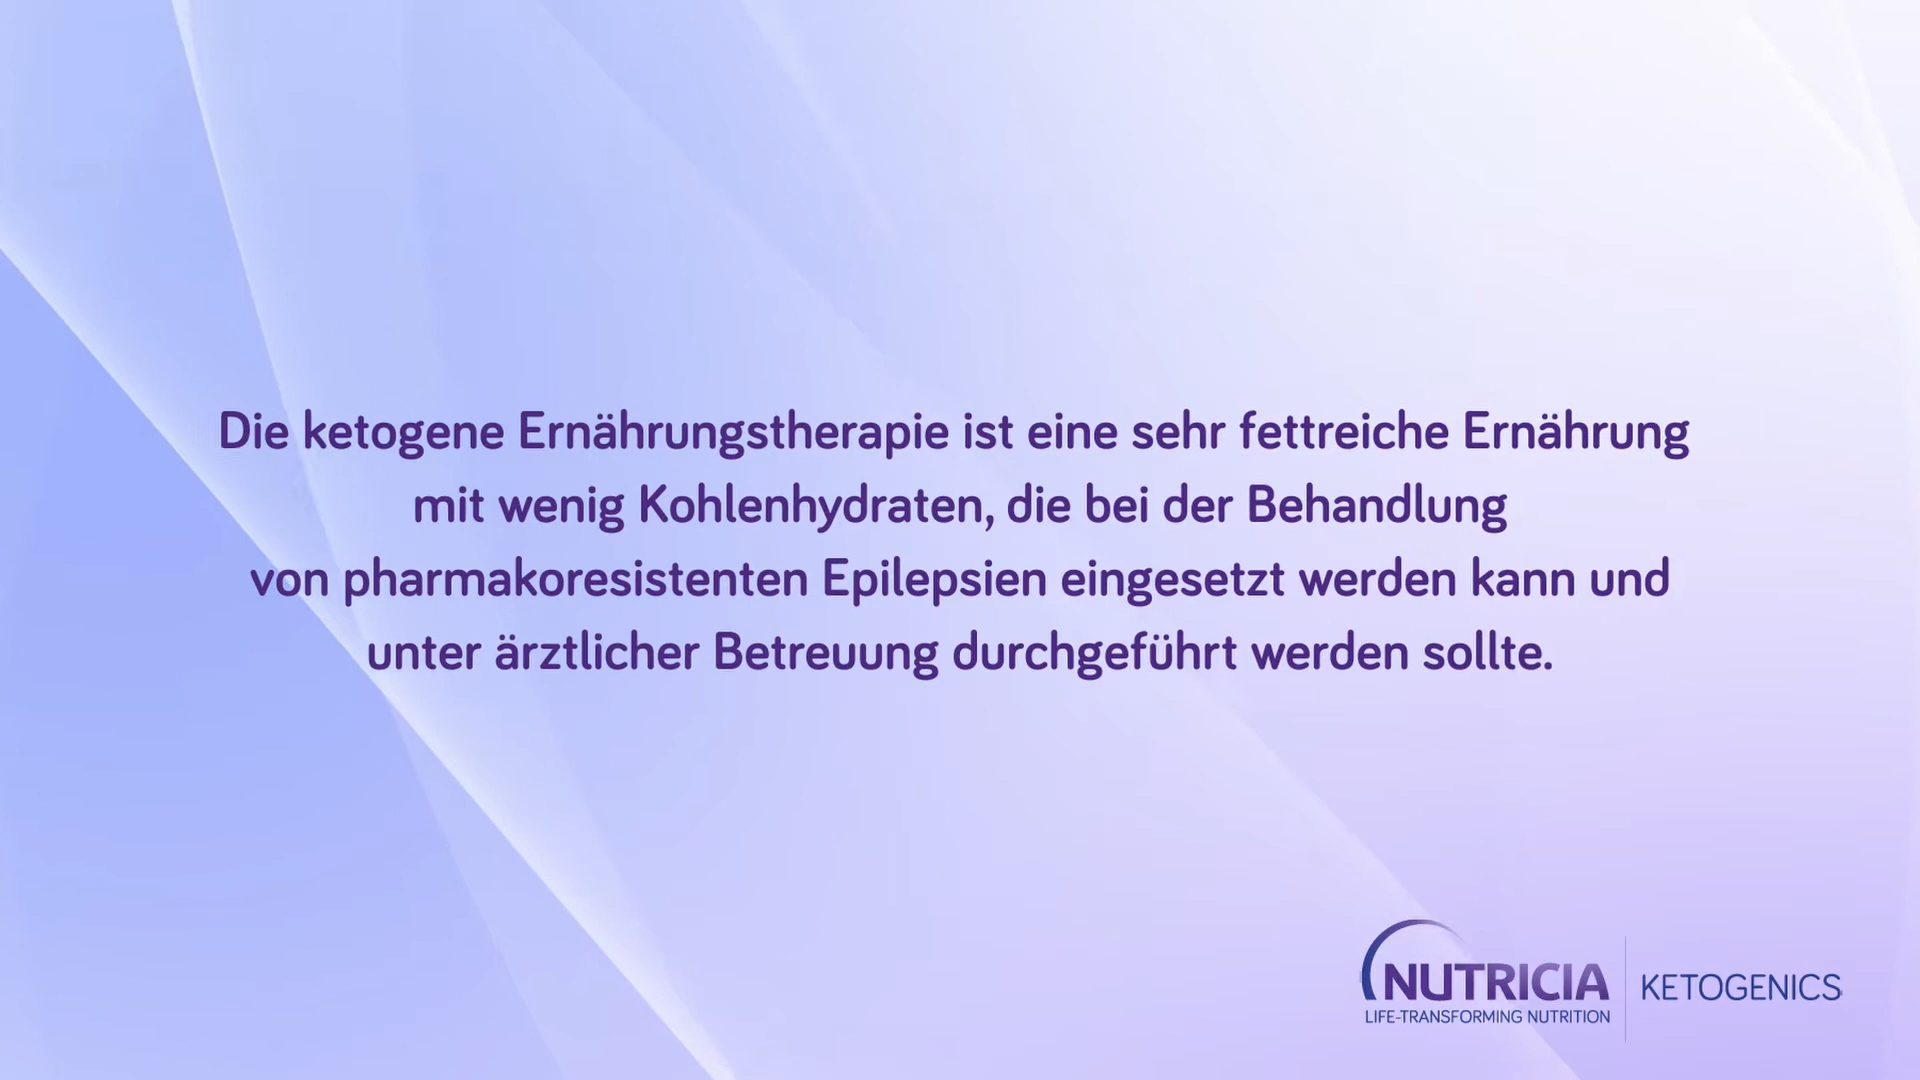 Die ketogene Ernährungstherapie ist eine sehr fettreiche Ernährung
mit wenig Kohlenhydraten, die bei der Behandlung
von pharmakoresistenten Epilepsien eingesetzt werden kann und
unter ärztlicher Betreuung durchgeführt werden sollte.
NUTRICIA
LIFE-TRANSFORMING NUTRITION
KETOGENICS